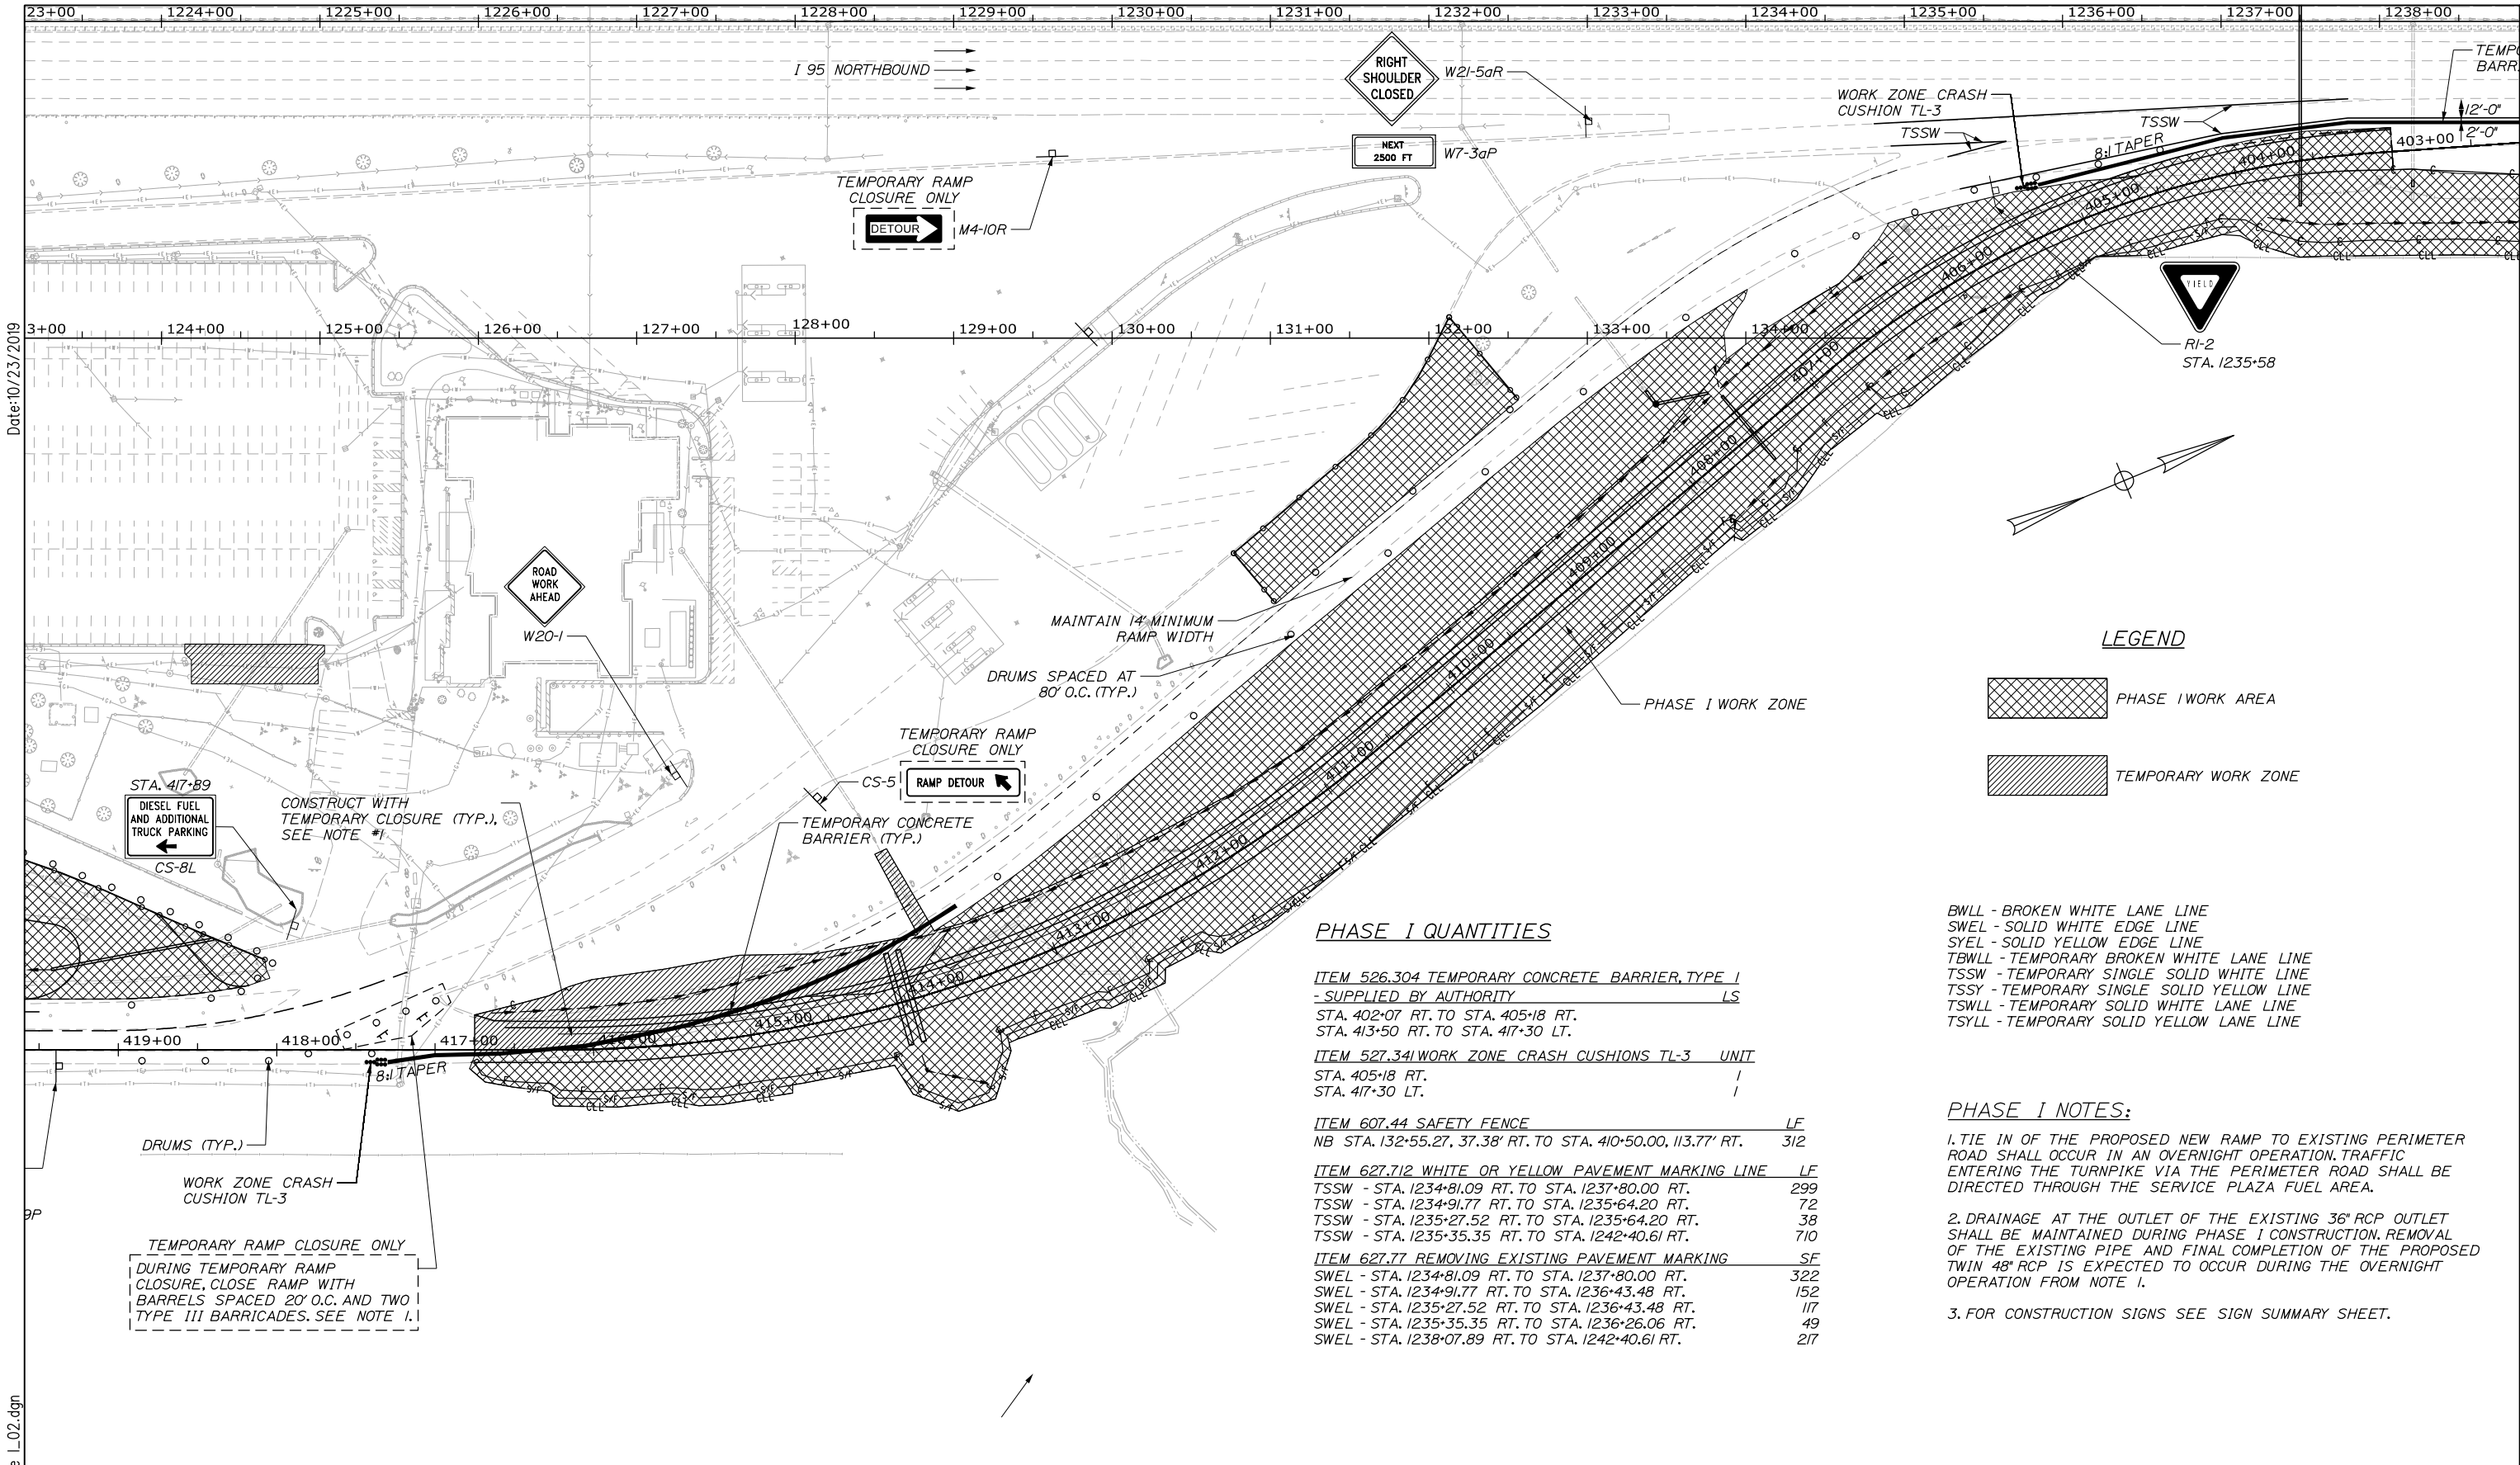 23+00
1224+00
1225+00
1226+00
1227+00
1228+00
1229+00
1230+00
1231+00
1232+00
1233+00
1234+00
1235+00
1236+00
1237+00
1238+00
I 95 NORTHBOUND
RIGHT
SHOULDER
CLOSED
W21-5aR
NEXT
2500 FT
W7-3aP
WORK ZONE CRASH
CUSHION TL-3
TSSW
TSSW
8:1 TAPER
12'-0"
2'-0"
403+00
404+00
405+00
406+00
407+00
408+00
409+00
410+00
411+00
412+00
413+00
414+00
415+00
416+00
417+00
418+00
419+00
TEMPORARY RAMP
CLOSURE ONLY
DETOUR
M4-10R
YIELD
R1-2
STA. 1235+58
Date:10/23/2019
3+00
124+00
125+00
126+00
127+00
128+00
129+00
130+00
131+00
132+00
133+00
134+00
ROAD
WORK
AHEAD
W20-1
MAINTAIN 14' MINIMUM
RAMP WIDTH
DRUMS SPACED AT
80' O.C. (TYP.)
PHASE 1 WORK ZONE
LEGEND
PHASE 1 WORK AREA
TEMPORARY WORK ZONE
TEMPORARY RAMP
CLOSURE ONLY
CS-5
RAMP DETOUR
STA. 417+89
DIESEL FUEL
AND ADDITIONAL
TRUCK PARKING
CS-8L
CONSTRUCT WITH
TEMPORARY CLOSURE (TYP.),
SEE NOTE #1
TEMPORARY CONCRETE
BARRIER (TYP.)
8:1 TAPER
DRUMS (TYP.)
WORK ZONE CRASH
CUSHION TL-3
9P
TEMPORARY RAMP CLOSURE ONLY
DURING TEMPORARY RAMP
CLOSURE, CLOSE RAMP WITH
BARRELS SPACED 20' O.C. AND TWO
TYPE III BARRICADES. SEE NOTE 1.
PHASE I QUANTITIES
ITEM 526.304 TEMPORARY CONCRETE BARRIER, TYPE I
- SUPPLIED BY AUTHORITY LS
STA. 402+07 RT. TO STA. 405+18 RT.
STA. 413+50 RT. TO STA. 417+30 LT.
ITEM 527.341 WORK ZONE CRASH CUSHIONS TL-3 UNIT
STA. 405+18 RT. 1
STA. 417+30 LT. 1
ITEM 607.44 SAFETY FENCE LF
NB STA. 132+55.27, 37.38' RT. TO STA. 410+50.00, 113.77' RT. 312
ITEM 627.712 WHITE OR YELLOW PAVEMENT MARKING LINE LF
TSSW - STA. 1234+81.09 RT. TO STA. 1237+80.00 RT. 299
TSSW - STA. 1234+91.77 RT. TO STA. 1235+64.20 RT. 72
TSSW - STA. 1235+27.52 RT. TO STA. 1235+64.20 RT. 38
TSSW - STA. 1235+35.35 RT. TO STA. 1242+40.61 RT. 710
ITEM 627.77 REMOVING EXISTING PAVEMENT MARKING SF
SWEL - STA. 1234+81.09 RT. TO STA. 1237+80.00 RT. 322
SWEL - STA. 1234+91.77 RT. TO STA. 1236+43.48 RT. 152
SWEL - STA. 1235+27.52 RT. TO STA. 1236+43.48 RT. 117
SWEL - STA. 1235+35.35 RT. TO STA. 1236+26.06 RT. 49
SWEL - STA. 1238+07.89 RT. TO STA. 1242+40.61 RT. 217
BWLL - BROKEN WHITE LANE LINE
SWEL - SOLID WHITE EDGE LINE
SYEL - SOLID YELLOW EDGE LINE
TBWLL - TEMPORARY BROKEN WHITE LANE LINE
TSSW - TEMPORARY SINGLE SOLID WHITE LINE
TSSY - TEMPORARY SINGLE SOLID YELLOW LINE
TSWLL - TEMPORARY SOLID WHITE LANE LINE
TSYLL - TEMPORARY SOLID YELLOW LANE LINE
PHASE I NOTES:
1. TIE IN OF THE PROPOSED NEW RAMP TO EXISTING PERIMETER
ROAD SHALL OCCUR IN AN OVERNIGHT OPERATION. TRAFFIC
ENTERING THE TURNPIKE VIA THE PERIMETER ROAD SHALL BE
DIRECTED THROUGH THE SERVICE PLAZA FUEL AREA.
2. DRAINAGE AT THE OUTLET OF THE EXISTING 36" RCP OUTLET
SHALL BE MAINTAINED DURING PHASE I CONSTRUCTION. REMOVAL
OF THE EXISTING PIPE AND FINAL COMPLETION OF THE PROPOSED
TWIN 48" RCP IS EXPECTED TO OCCUR DURING THE OVERNIGHT
OPERATION FROM NOTE 1.
3. FOR CONSTRUCTION SIGNS SEE SIGN SUMMARY SHEET.
e 1_02.dgn